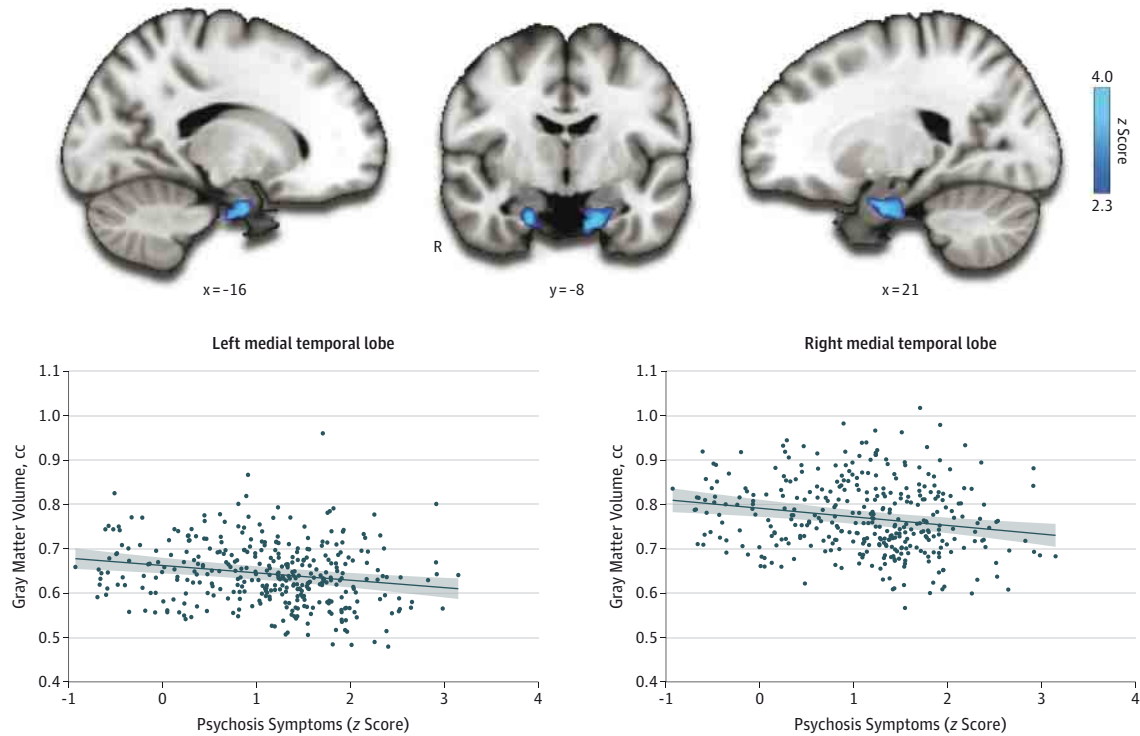 4.0
z Score
2.3
R
x = -16
y = -8
x = 21
Left medial temporal lobe
1.1
1.0
0.9
0.8
0.7
0.6
0.5
0.4
Gray Matter Volume, cc
-1
0
1
2
3
4
Psychosis Symptoms (z Score)
Right medial temporal lobe
1.1
1.0
0.9
0.8
0.7
0.6
0.5
0.4
Gray Matter Volume, cc
-1
0
1
2
3
4
Psychosis Symptoms (z Score)